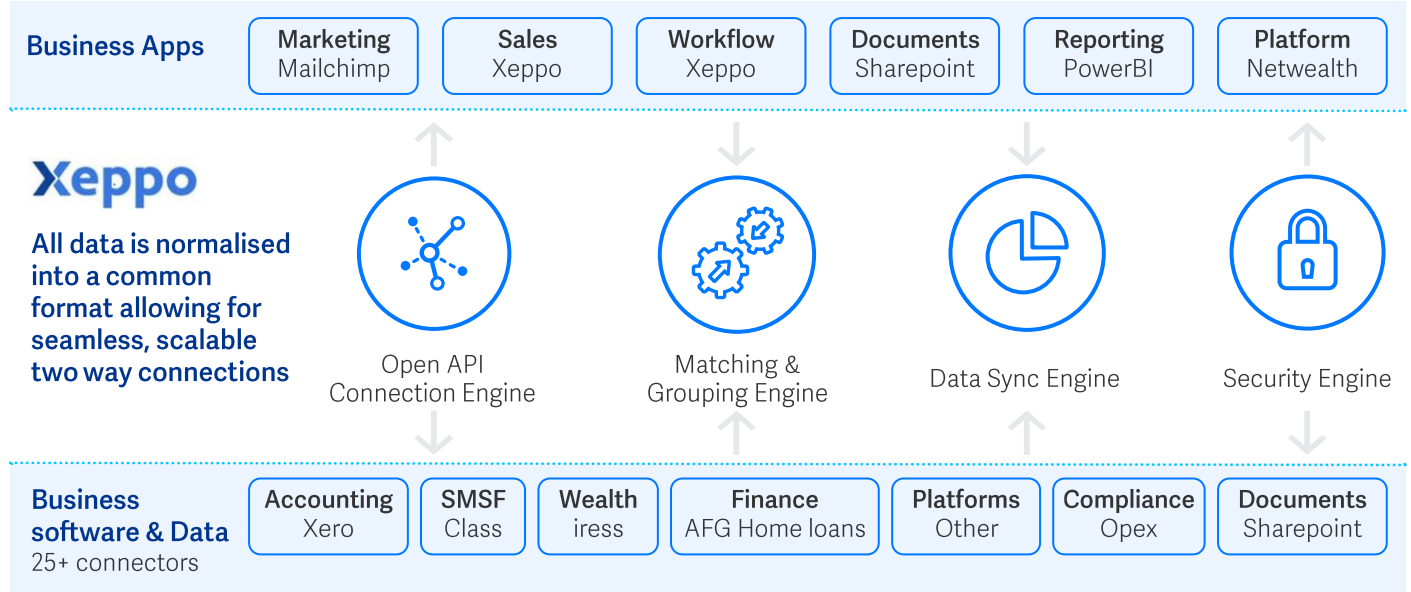 Business Apps
Marketing
Mailchimp
Sales
Xeppo
Workflow
Xeppo
Documents
Sharepoint
Reporting
PowerBI
Platform
Netwealth
Xeppo
All data is normalised
into a common
format allowing for
seamless, scalable
two way connections
Open API
Connection Engine
Matching &
Grouping Engine
Data Sync Engine
Security Engine
Business
software & Data
25+ connectors
Accounting
Xero
SMSF
Class
Wealth
iress
Finance
AFG Home loans
Platforms
Other
Compliance
Opex
Documents
Sharepoint